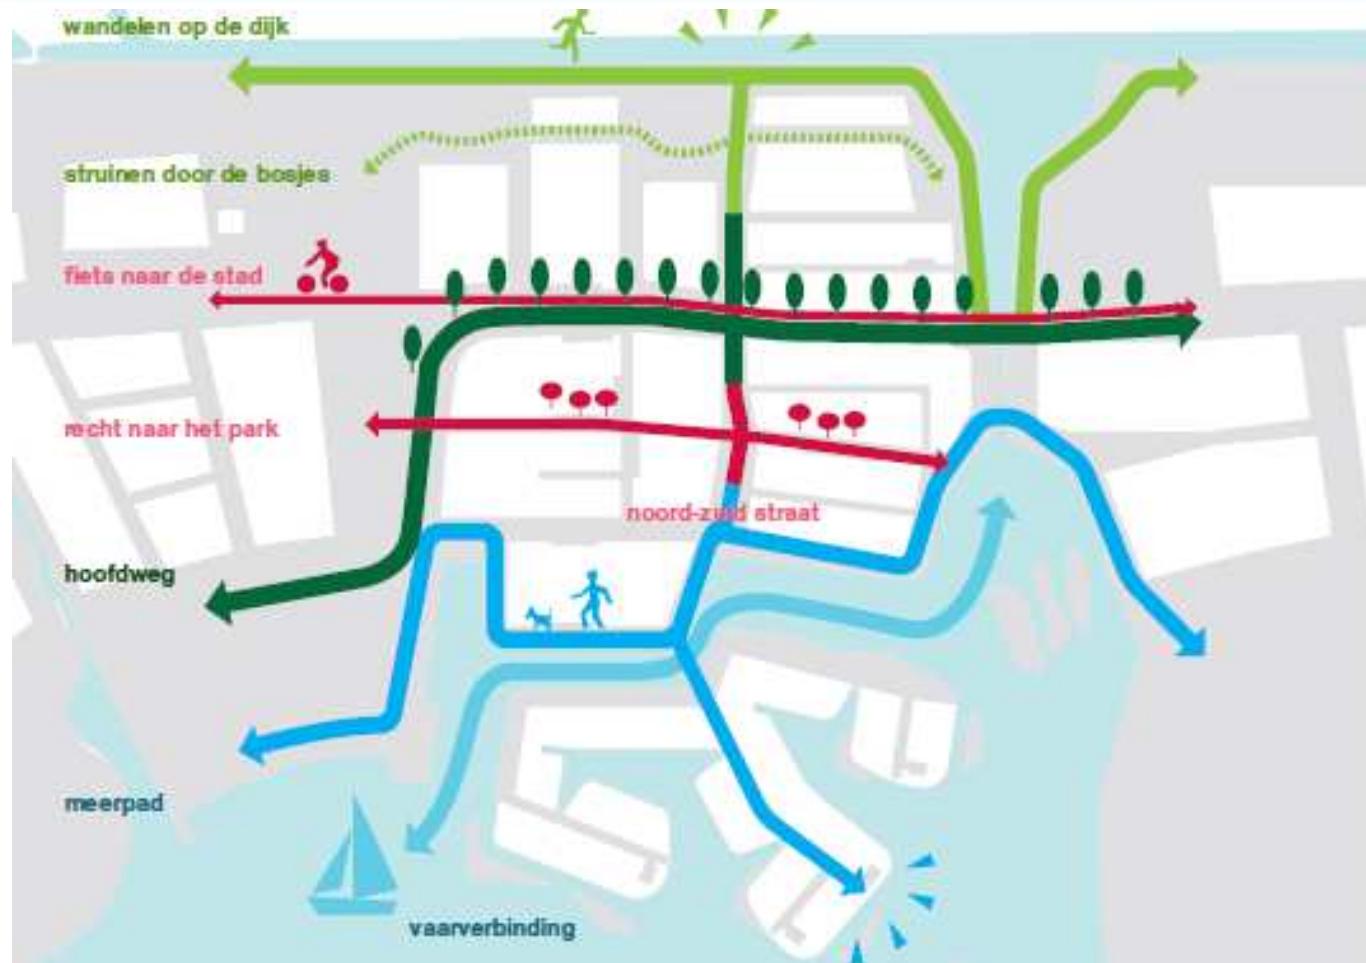 wandelen op de dijk
struinen door de bosjes
fiets naar de stad
recht naar het park
noord-zuid straat
hoofdweg
meerpad
vaarverbinding